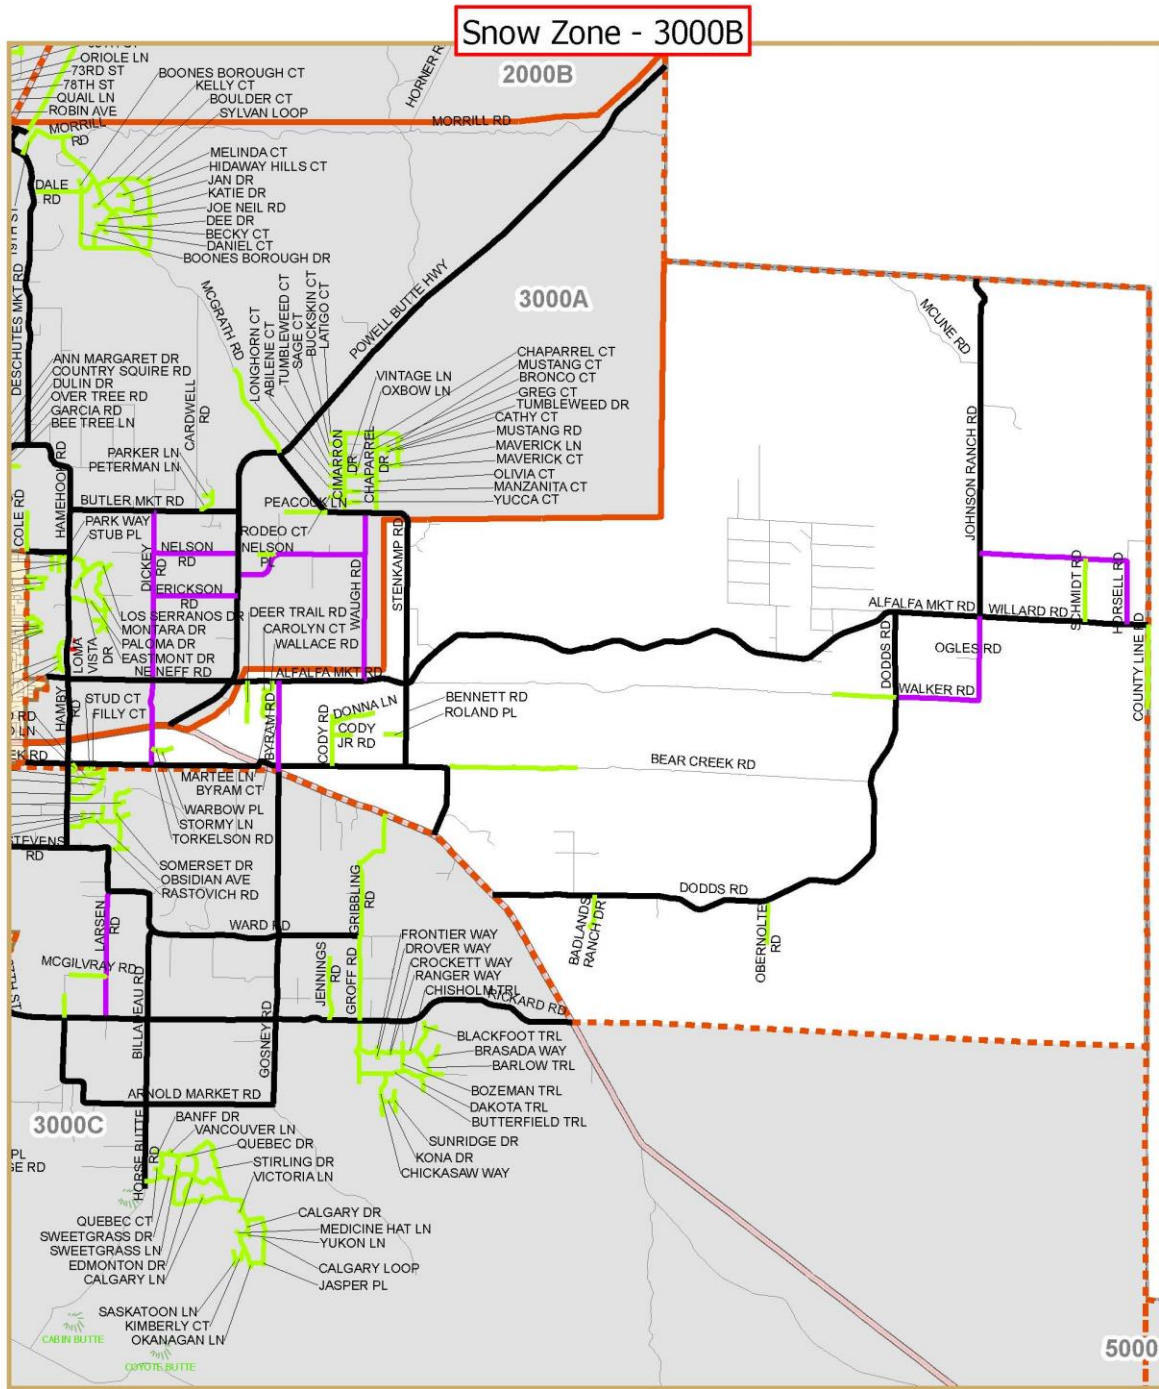 Snow Zone - 3000B
ORIOLE LN
73RD ST
78TH ST
QUAIL LN
ROBIN AVE
MORRILL
RD
BOONES BOROUGH CT
KELLY CT
BOULDER CT
SYLVAN LOOP
2000B
MORRILL RD
MELINDA CT
HIDAWAY HILLS CT
JAN DR
KATIE DR
JOE NEIL RD
DEE DR
BECKY CT
DANIEL CT
BOONES BOROUGH DR
DALE
RD
19TH ST
DESCHUTES MKT RD
MCGRATH RD
POWELL BUTTE HWY
3000A
MCUNE RD
LONGHORN CT
ABILENE CT
TUMBLEWEED CT
SAGE CT
BUCKSKIN CT
LATIGO CT
VINTAGE LN
OXBOW LN
CHAPARREL CT
MUSTANG CT
BRONCO CT
GREG CT
TUMBLEWEED DR
CATHY CT
MUSTANG RD
MAVERICK LN
MAVERICK CT
OLIVIA CT
MANZANITA CT
YUCCA CT
ANN MARGARET DR
COUNTRY SQUIRE RD
DULIN DR
OVER TREE RD
GARCIA RD
BEE TREE LN
CARDWELL
RD
PARKER LN
PETERMAN LN
CIMARRON
DR
CHAPARREL
DR
HAMEHOOK RD
COLE RD
BUTLER MKT RD
PEACOCK LN
PARK WAY
STUB PL
RODEO CT
DICKEY
RD
NELSON
RD
NELSON
PL
ERICKSON
RD
WAUGH RD
STENKAMP RD
JOHNSON RANCH RD
LOS SERRANOS DR
MONTARA DR
PALOMA DR
EASTMONT DR
NEFF RD
LOMA
VISTA
DR
DEER TRAIL RD
CAROLYN CT
WALLACE RD
ALFALFA MKT RD
ALFALFA MKT RD
WILLARD RD
SCHMIDT RD
HORSELL RD
COUNTY LINE RD
OGLES RD
DODDS RD
WALKER RD
HAMBY
RD
STUD CT
FILLY CT
BYRAM RD
CODY RD
DONNA LN
CODY
JR RD
BENNETT RD
ROLAND PL
BEAR CREEK RD
MARTEE LN
BYRAM CT
WARBOW PL
STORMY LN
TORKELSON RD
STEVENS
RD
SOMERSET DR
OBSIDIAN AVE
RASTOVICH RD
DODDS RD
BADLANDS
RANCH DR
OBERNOLTE
RD
LARSEN
RD
WARD RD
GRIBBLING
RD
MCGILVRAY RD
JENNINGS
RD
GROFF RD
FRONTIER WAY
DROVER WAY
CROCKETT WAY
RANGER WAY
CHISHOLM TRL
RICKARD RD
BILLADEAU RD
GOSNEY RD
BLACKFOOT TRL
BRASADA WAY
BARLOW TRL
BOZEMAN TRL
DAKOTA TRL
BUTTERFIELD TRL
SUNRIDGE DR
KONA DR
CHICKASAW WAY
ARNOLD MARKET RD
3000C
HORSE BUTTE
RD
BANFF DR
VANCOUVER LN
QUEBEC DR
STIRLING DR
VICTORIA LN
QUEBEC CT
SWEETGRASS DR
SWEETGRASS LN
EDMONTON DR
CALGARY LN
CALGARY DR
MEDICINE HAT LN
YUKON LN
CALGARY LOOP
JASPER PL
SASKATOON LN
KIMBERLY CT
OKANAGAN LN
CABIN BUTTE
COYOTE BUTTE
5000